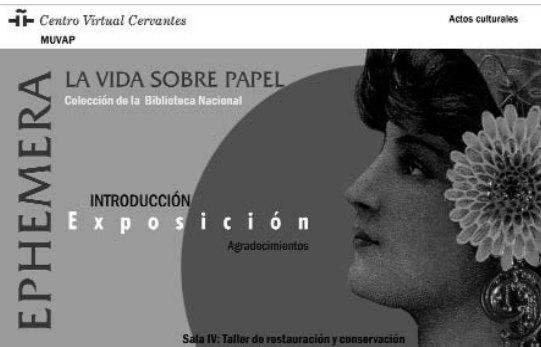 Centro Virtual Cervantes
Actos culturales
MUVAP
EPHEMERA
LA VIDA SOBRE PAPEL
Colección de la Biblioteca Nacional
INTRODUCCIÓN
Exposición
Agradecimientos
Sala IV: Taller de restauración y conservación